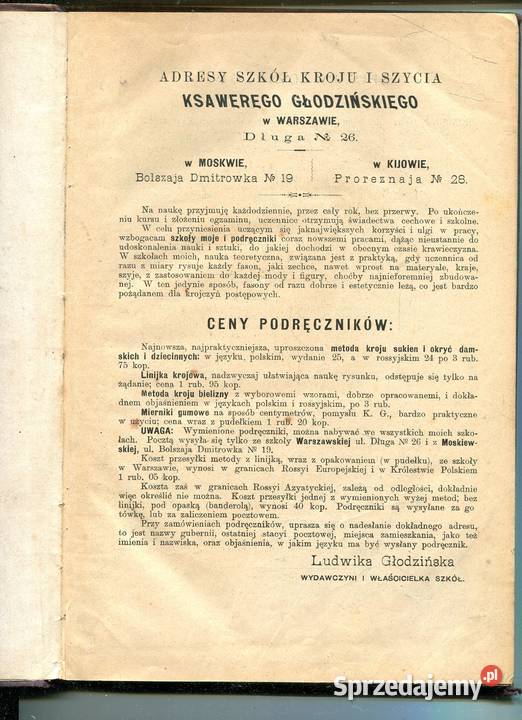 ADRESY SZKÓŁ KROJU I SZYCIA
KSAWEREGO GŁODZIŃSKIEGO
w WARSZAWIE,
Długa № 26.
w MOSKWIE,
Bolszaja Dmitrowka № 19
w KIJOWIE,
Proreznaja № 28.
Na naukę przyjmuję każdodziennie, przez cały rok, bez przerwy. Po ukończe-
niu kursu i złożeniu egzaminu, uczennice otrzymują świadectwa cechowe i szkolne.
W celu przyniesienia uczącym się jaknajwiększych korzyści i ulgi w pracy,
wzbogacam szkoły moje i podręczniki coraz nowszemi pracami, dążąc nieustannie do
udoskonalenia nauki i sztuki, do jakiej dochodzi w obecnym czasie krawiecczyzna.
W szkołach moich, nauka teoretyczna, związana jest z praktyką, gdy uczennica od
razu z miary rysuje każdy fason, jaki zechce, nawet wprost na materyale, kraje,
szyje, z zastosowaniem do każdej mody i figury, choćby najnieforemniej zbudowa-
nej. W ten jedynie sposób, fasony od razu dobrze i estetycznie leżą, co jest bardzo
pożądanem dla krojczyń postępowych.
CENY PODRĘCZNIKÓW:
Najnowsza, najpraktyczniejsza, uproszczona metoda kroju sukien i okryć dam-
skich i dziecinnych: w języku, polskim, wydanie 25, a w rossyjskim 24 po 3 rub.
75 kop.
Linijka krojowa, nadzwyczaj ułatwiająca naukę rysunku, odstępuje się tylko na
żądanie; cena 1 rub. 95 kop.
Metoda kroju bielizny z wyborowemi wzorami, dobrze opracowanemi, i dokła-
dnem objaśnieniem w językach polskim i rossyjskim, po 3 rub.
Mierniki gumowe na sposób centymetrów, pomysłu K. G., bardzo praktyczne
w użyciu; cena wraz z pudełkiem 1 rub. 20 kop.
UWAGA: Wymienione podręczniki, można nabywać we wszystkich moich szko-
łach. Pocztą wysyła się tylko ze szkoły Warszawskiej ul. Długa № 26 i z Moskiew-
skiej, ul. Bolszaja Dmitrowka № 19.
Koszt przesyłki metody z linijką, wraz z opakowaniem (w pudełku), ze szkoły
w Warszawie, wynosi w granicach Rossyi Europejskiej i w Królestwie Polskiem
1 rub. 05 kop.
Koszta zaś w granicach Rossyi Azyatyckiej, zależą od odległości, dokładnie
więc określić nie można. Koszt przesyłki jednej z wymienionych wyżej metod; bez
linijki, pod opaską (banderolą), wynosi 40 kop. Podręczniki są wysyłane za go
tówkę, lub za zaliczeniem pocztowem.
Przy zamówieniach podręczników, uprasza się o nadesłanie dokładnego adresu,
to jest nazwy gubernii, ostatniej stacyi pocztowej, miejsca zamieszkania, jako też
imienia i nazwiska, oraz objaśnienia, w jakim języku ma być wysłany podręcznik.
Ludwika Głodzińska
WYDAWCZYNI I WŁAŚCICIELKA SZKÓŁ.
Sprzedajemy.pl